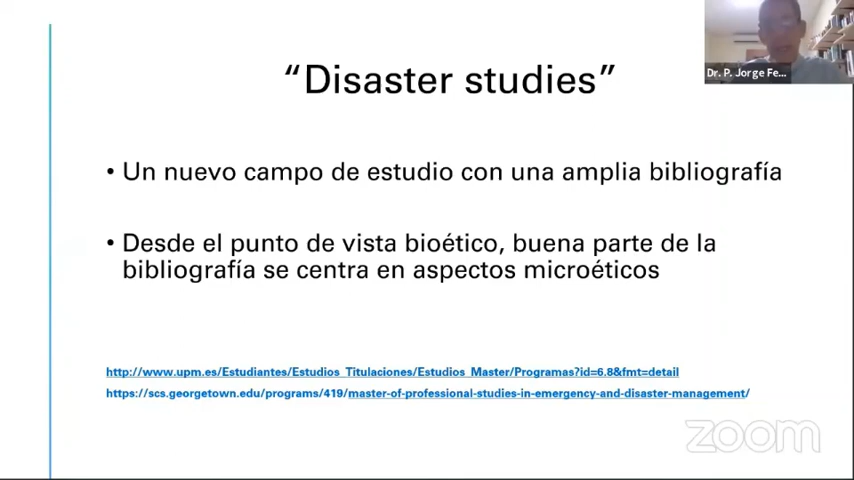 “Disaster studies”
Dr. P. Jorge Fe...
• Un nuevo campo de estudio con una amplia bibliografía
• Desde el punto de vista bioético, buena parte de la
bibliografía se centra en aspectos microéticos
http://www.upm.es/Estudiantes/Estudios_Titulaciones/Estudios_Master/Programas?id=6.8&fmt=detail
https://scs.georgetown.edu/programs/419/master-of-professional-studies-in-emergency-and-disaster-management/
zoom